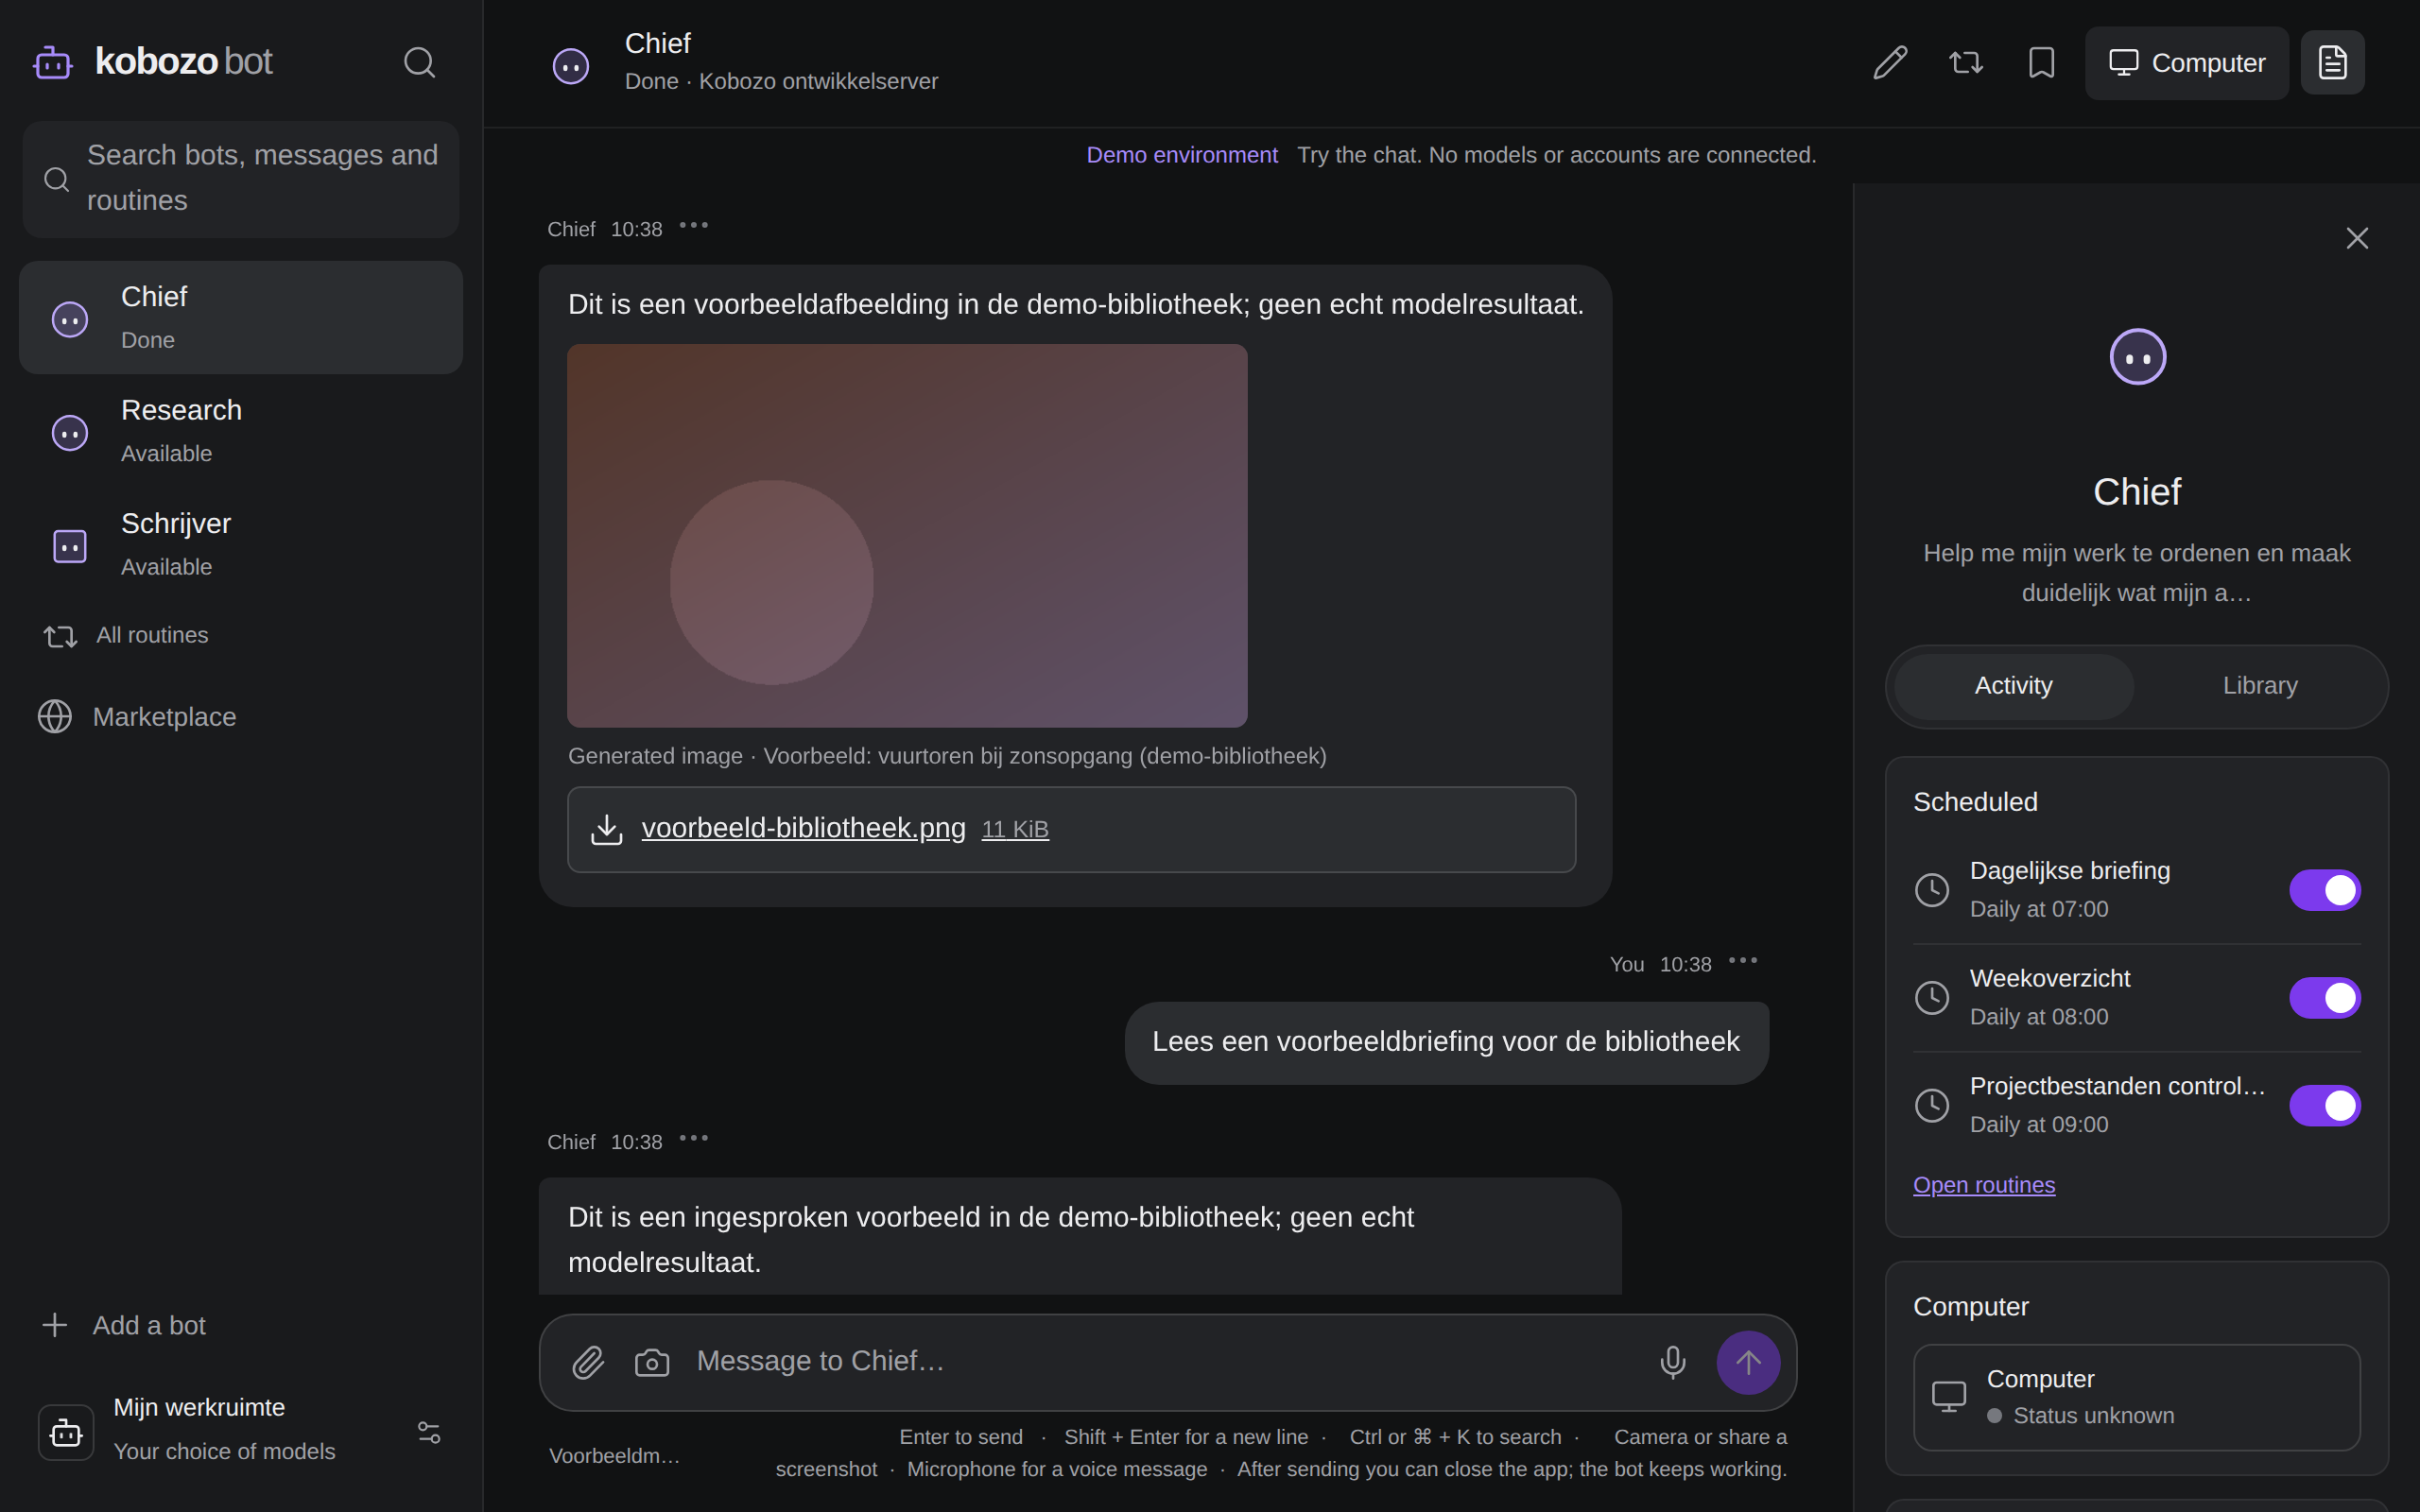 kobozo bot
Search bots, messages and
routines
Chief
Done
Research
Available
Schrijver
Available
All routines
Marketplace
Add a bot
Mijn werkruimte
Your choice of models
Chief
Done · Kobozo ontwikkelserver
Computer
Demo environment Try the chat. No models or accounts are connected.
Chief 10:38
Dit is een voorbeeldafbeelding in de demo-bibliotheek; geen echt modelresultaat.
Generated image · Voorbeeld: vuurtoren bij zonsopgang (demo-bibliotheek)
voorbeeld-bibliotheek.png 11 KiB
You 10:38
Lees een voorbeeldbriefing voor de bibliotheek
Chief 10:38
Dit is een ingesproken voorbeeld in de demo-bibliotheek; geen echt
modelresultaat.
Message to Chief…
Voorbeeldm…
Enter to send · Shift + Enter for a new line · Ctrl or ⌘ + K to search · Camera or share a
screenshot · Microphone for a voice message · After sending you can close the app; the bot keeps working.
Chief
Help me mijn werk te ordenen en maak
duidelijk wat mijn a…
Activity
Library
Scheduled
Dagelijkse briefing
Daily at 07:00
Weekoverzicht
Daily at 08:00
Projectbestanden control…
Daily at 09:00
Open routines
Computer
Computer
Status unknown